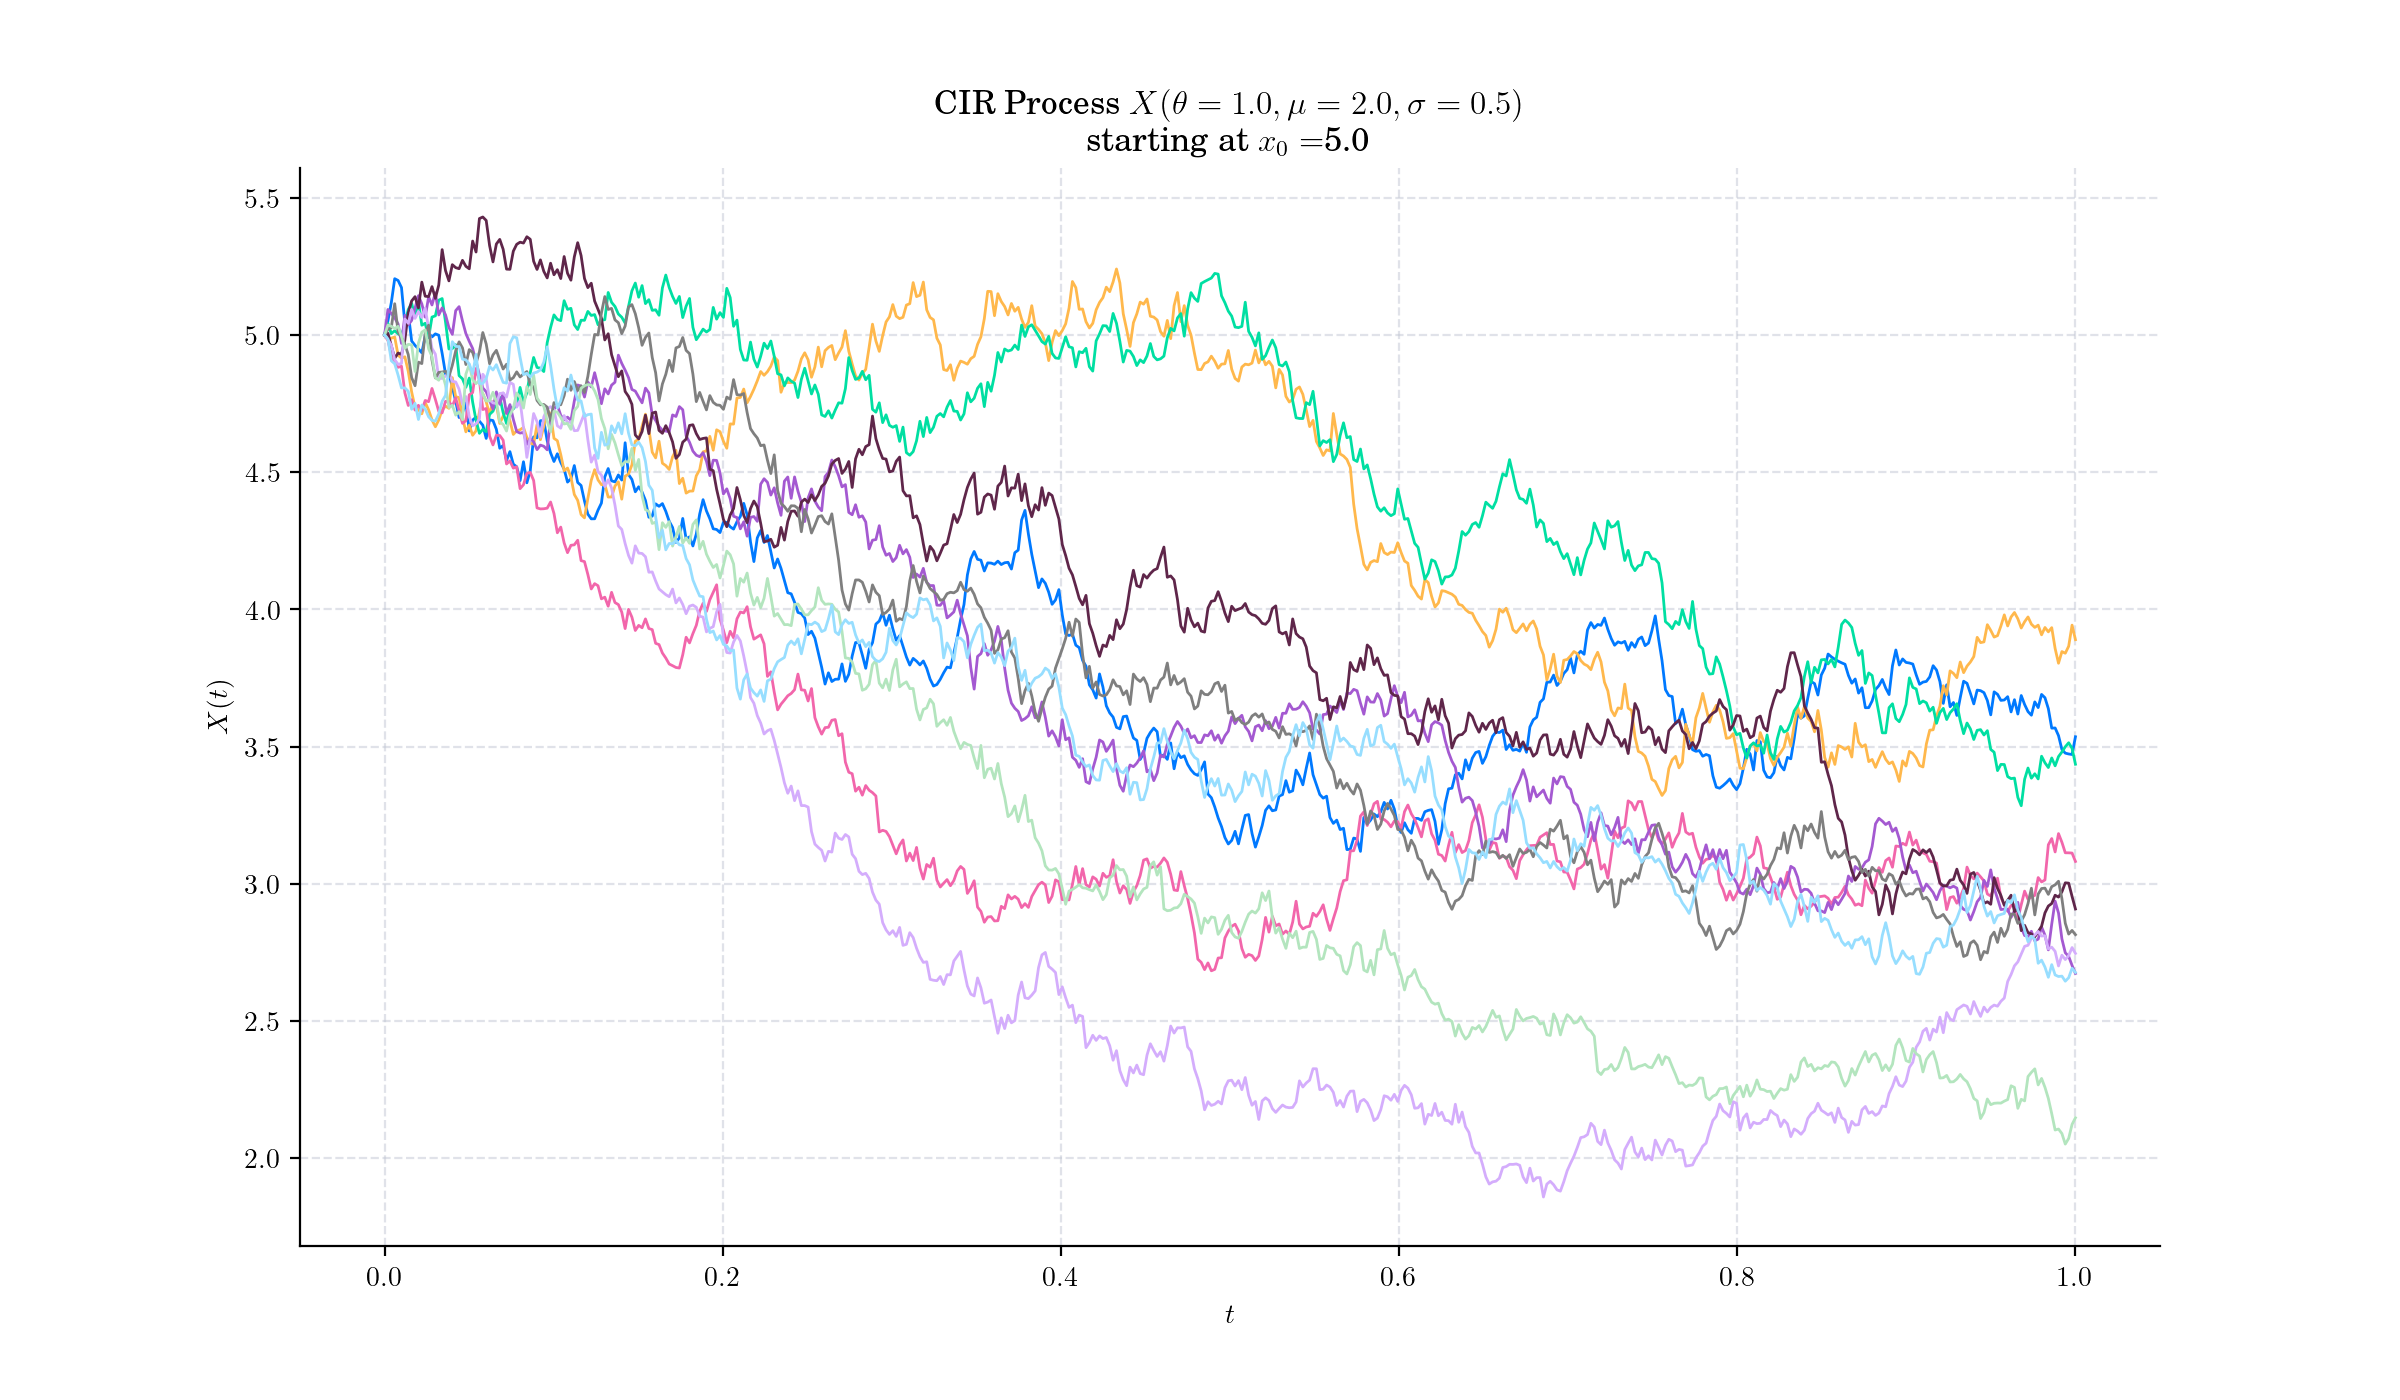 CIR Process X(θ = 1.0, μ = 2.0, σ = 0.5)
starting at x₀ =5.0
X(t)
5.5
5.0
4.5
4.0
3.5
3.0
2.5
2.0
0.0 0.2 0.4 0.6 0.8 1.0
t